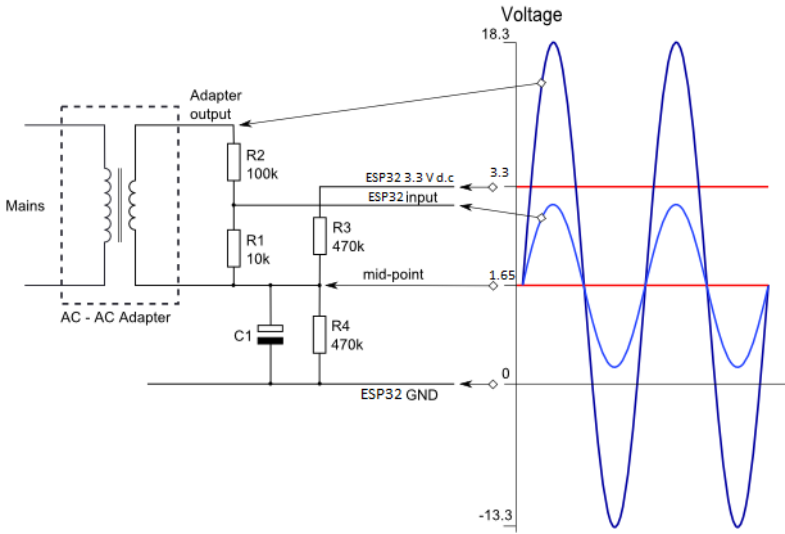 Voltage
18.3
Adapter
output
R2
100k
ESP32 3.3 V d.c
3.3
ESP32 input
Mains
R1
10k
R3
470k
mid-point
1.65
AC - AC Adapter
C1
R4
470k
0
ESP32 GND
-13.3